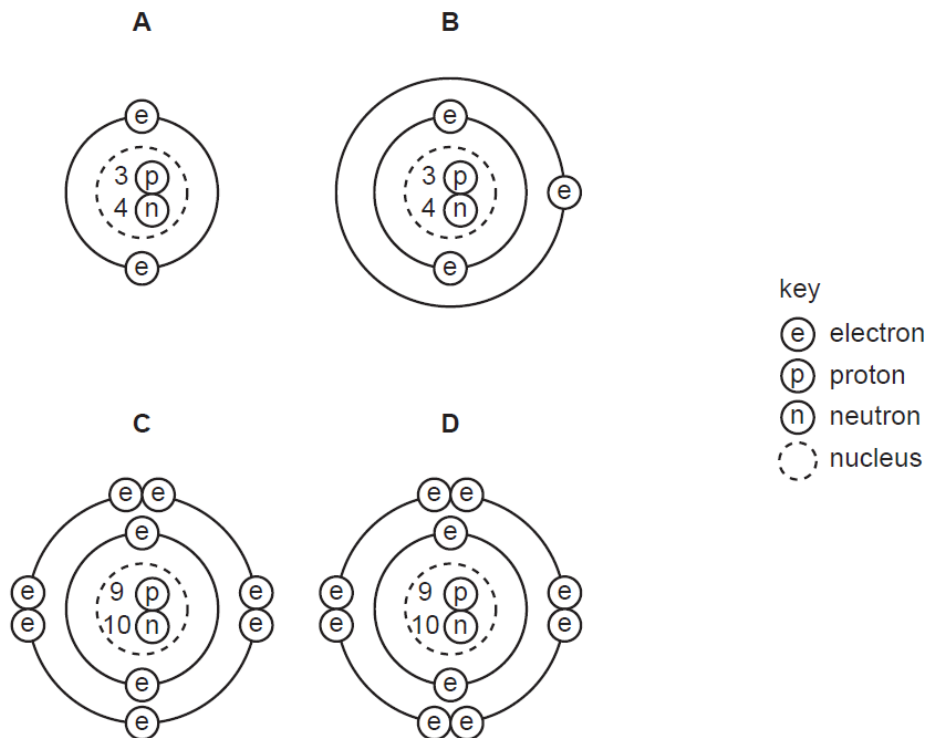 A B
e e
3 p 3 p
e
4 n 4 n
e e
key
e electron
p proton
n neutron
nucleus
C D
e e e e
e e
9 p 9 p
e e e e
10 n 10 n
e e e e
e e
e e e